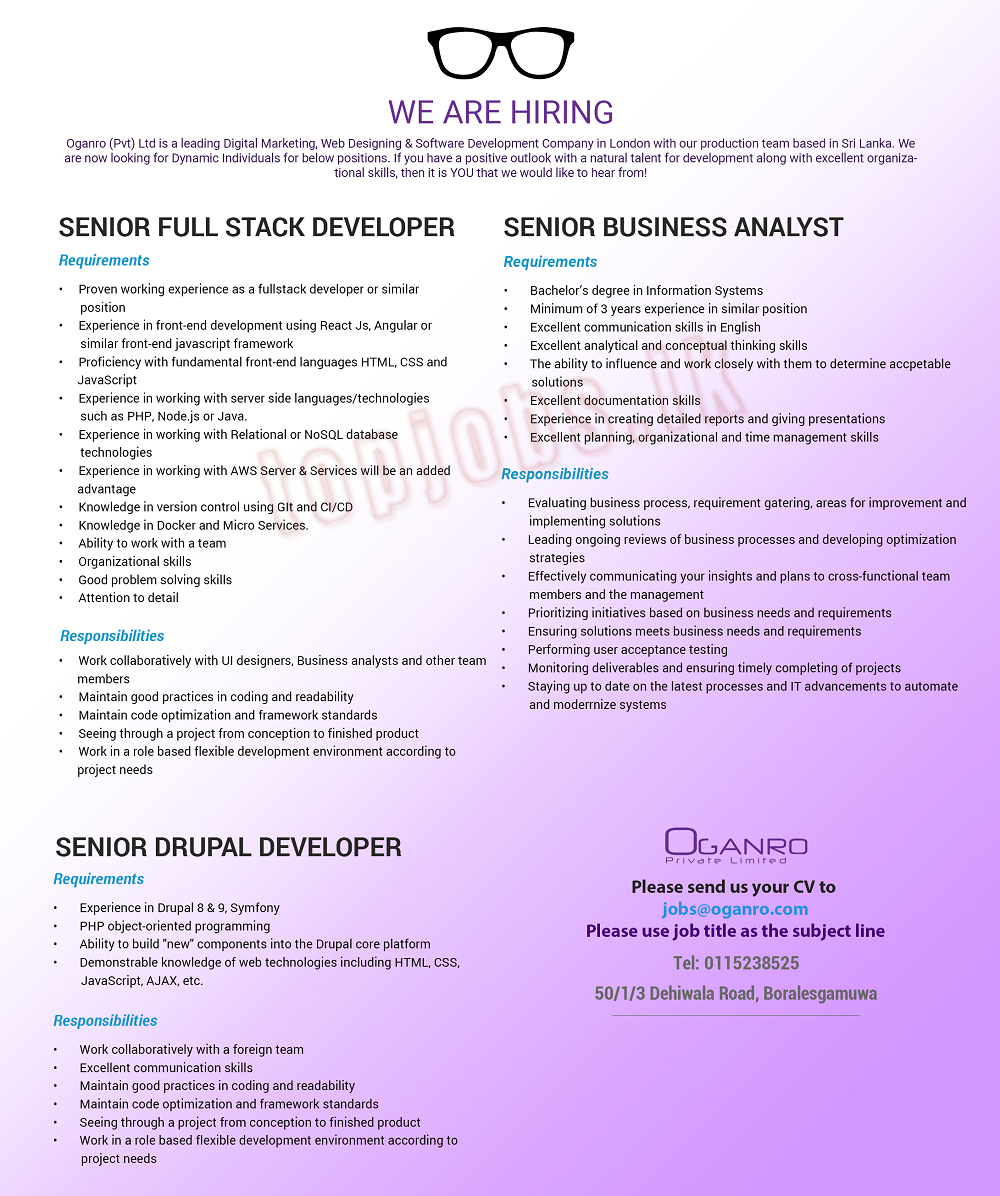 WE ARE HIRING
Oganro (Pvt) Ltd is a leading Digital Marketing, Web Designing & Software Development Company in London with our production team based in Sri Lanka. We
are now looking for Dynamic Individuals for below positions. If you have a positive outlook with a natural talent for development along with excellent organiza-
tional skills, then it is YOU that we would like to hear from!
SENIOR FULL STACK DEVELOPER
Requirements
• Proven working experience as a fullstack developer or similar
position
• Experience in front-end development using React Js, Angular or
similar front-end javascript framework
• Proficiency with fundamental front-end languages HTML, CSS and
JavaScript
• Experience in working with server side languages/technologies
such as PHP, Node.js or Java.
• Experience in working with Relational or NoSQL database
technologies
• Experience in working with AWS Server & Services will be an added
advantage
• Knowledge in version control using GIt and CI/CD
• Knowledge in Docker and Micro Services.
• Ability to work with a team
• Organizational skills
• Good problem solving skills
• Attention to detail
Responsibilities
• Work collaboratively with UI designers, Business analysts and other team
members
• Maintain good practices in coding and readability
• Maintain code optimization and framework standards
• Seeing through a project from conception to finished product
• Work in a role based flexible development environment according to
project needs
SENIOR BUSINESS ANALYST
Requirements
• Bachelor's degree in Information Systems
• Minimum of 3 years experience in similar position
• Excellent communication skills in English
• Excellent analytical and conceptual thinking skills
• The ability to influence and work closely with them to determine accpetable
solutions
• Excellent documentation skills
• Experience in creating detailed reports and giving presentations
• Excellent planning, organizational and time management skills
Responsibilities
• Evaluating business process, requirement gatering, areas for improvement and
implementing solutions
• Leading ongoing reviews of business processes and developing optimization
strategies
• Effectively communicating your insights and plans to cross-functional team
members and the management
• Prioritizing initiatives based on business needs and requirements
• Ensuring solutions meets business needs and requirements
• Performing user acceptance testing
• Monitoring deliverables and ensuring timely completing of projects
• Staying up to date on the latest processes and IT advancements to automate
and modernize systems
topjobs.lk
SENIOR DRUPAL DEVELOPER
Requirements
• Experience in Drupal 8 & 9, Symfony
• PHP object-oriented programming
• Ability to build "new" components into the Drupal core platform
• Demonstrable knowledge of web technologies including HTML, CSS,
JavaScript, AJAX, etc.
Responsibilities
• Work collaboratively with a foreign team
• Excellent communication skills
• Maintain good practices in coding and readability
• Maintain code optimization and framework standards
• Seeing through a project from conception to finished product
• Work in a role based flexible development environment according to
project needs
OGANRO
Private Limited
Please send us your CV to
jobs@oganro.com
Please use job title as the subject line
Tel: 0115238525
50/1/3 Dehiwala Road, Boralesgamuwa